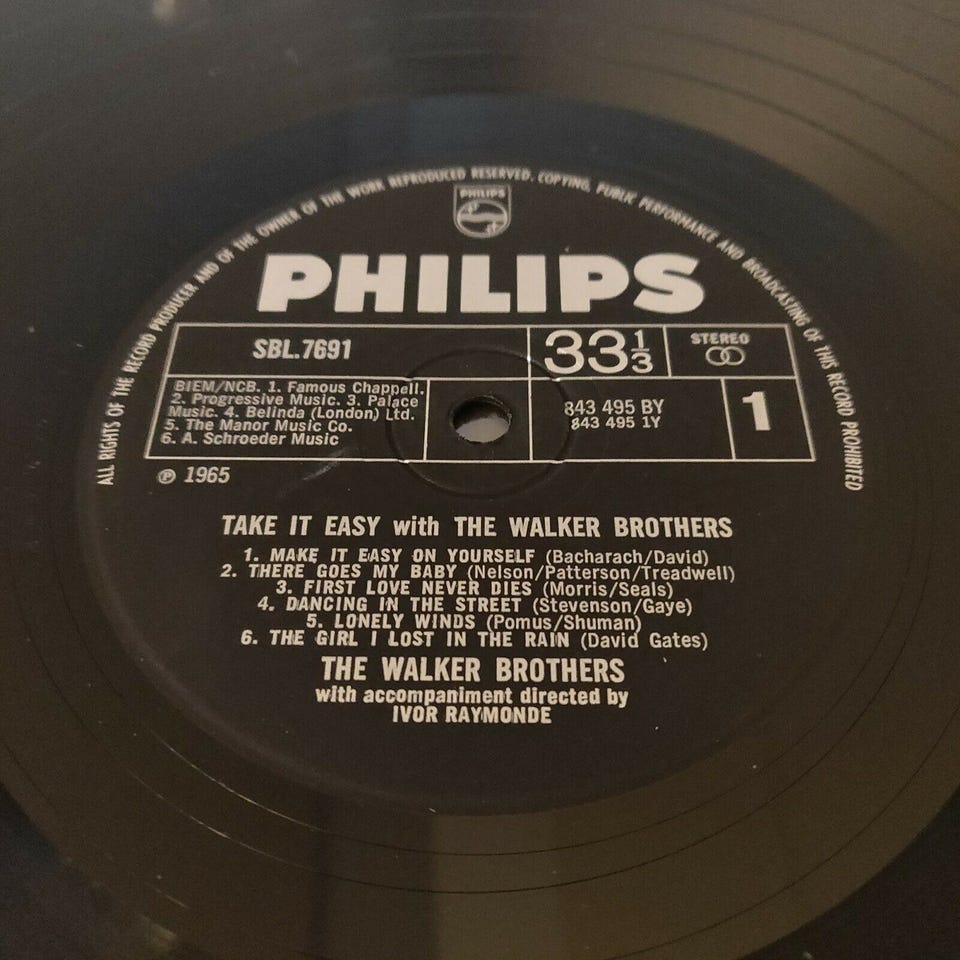 ALL RIGHTS OF THE RECORD PRODUCER AND OF THE OWNER OF THE WORK REPRODUCED RESERVED. COPYING, PUBLIC PERFORMANCE AND BROADCASTING OF THIS RECORD PROHIBITED
PHILIPS
PHILIPS
SBL.7691
33⅓
STEREO
BIEM/NCB. 1. Famous Chappell.
2. Progressive Music. 3. Palace
Music. 4. Belinda (London) Ltd.
5. The Manor Music Co.
6. A. Schroeder Music
843 495 BY
843 495 1Y
1
℗ 1965
TAKE IT EASY with THE WALKER BROTHERS
1. MAKE IT EASY ON YOURSELF (Bacharach/David)
2. THERE GOES MY BABY (Nelson/Patterson/Treadwell)
3. FIRST LOVE NEVER DIES (Morris/Seals)
4. DANCING IN THE STREET (Stevenson/Gaye)
5. LONELY WINDS (Pomus/Shuman)
6. THE GIRL I LOST IN THE RAIN (David Gates)
THE WALKER BROTHERS
with accompaniment directed by
IVOR RAYMONDE